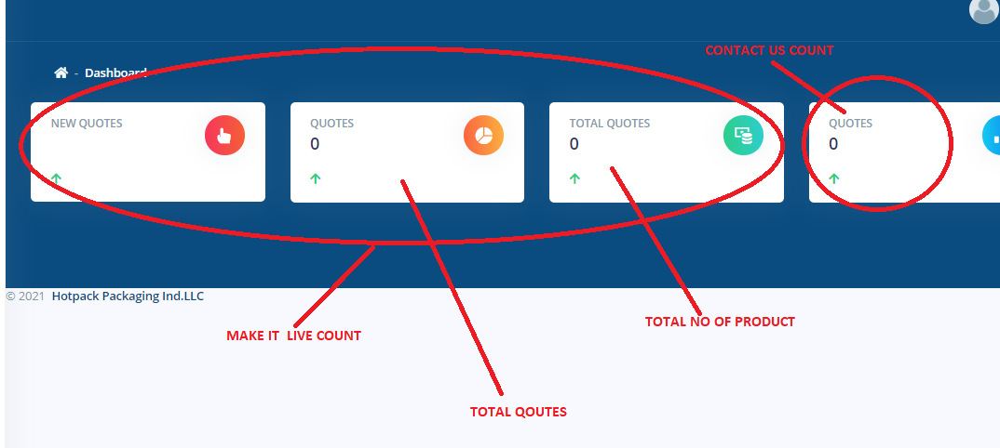 CONTACT US COUNT
- Dashboard
NEW QUOTES
QUOTES
0
TOTAL QUOTES
0
QUOTES
0
© 2021 Hotpack Packaging Ind.LLC
MAKE IT LIVE COUNT
TOTAL NO OF PRODUCT
TOTAL QOUTES